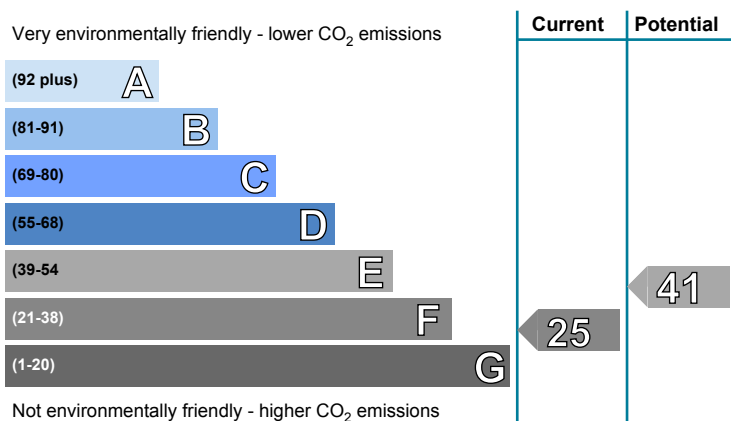 Very environmentally friendly - lower CO2 emissions
Current
Potential
(92 plus) A
(81-91) B
(69-80) C
(55-68) D
(39-54 E
(21-38) F
(1-20) G
41
25
Not environmentally friendly - higher CO2 emissions